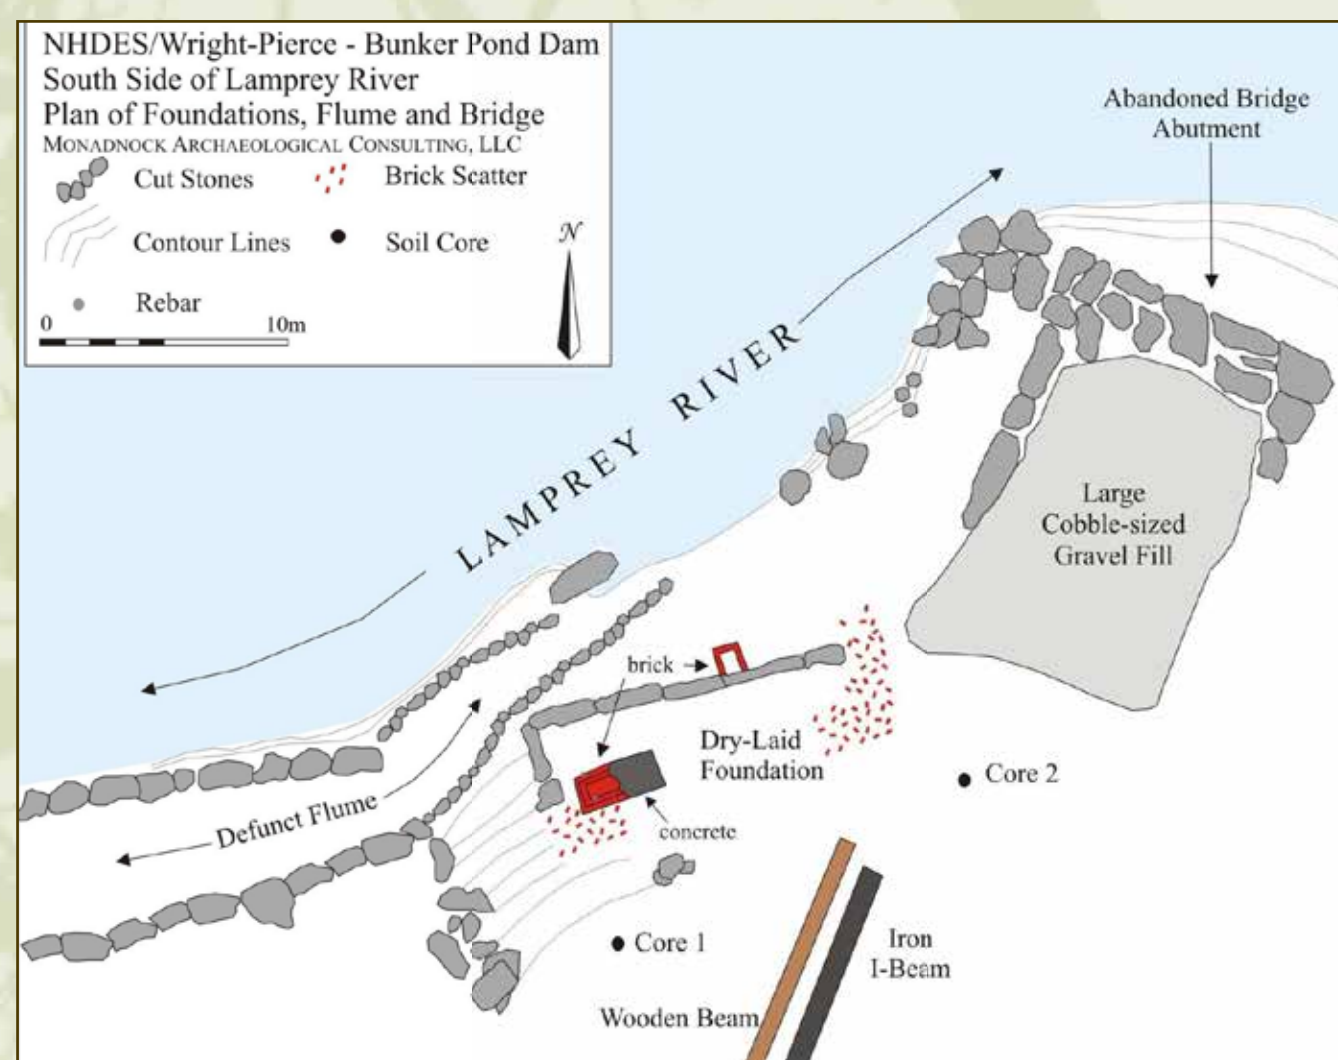 NHDES/Wright-Pierce - Bunker Pond Dam
South Side of Lamprey River
Plan of Foundations, Flume and Bridge
MONADNOCK ARCHAEOLOGICAL CONSULTING, LLC
Cut Stones
Brick Scatter
Contour Lines
Soil Core
N
Rebar
0
10m
Abandoned Bridge
Abutment
LAMPREY RIVER
Large
Cobble-sized
Gravel Fill
brick
Dry-Laid
Foundation
Core 2
Defunct Flume
concrete
Core 1
Iron
I-Beam
Wooden Beam